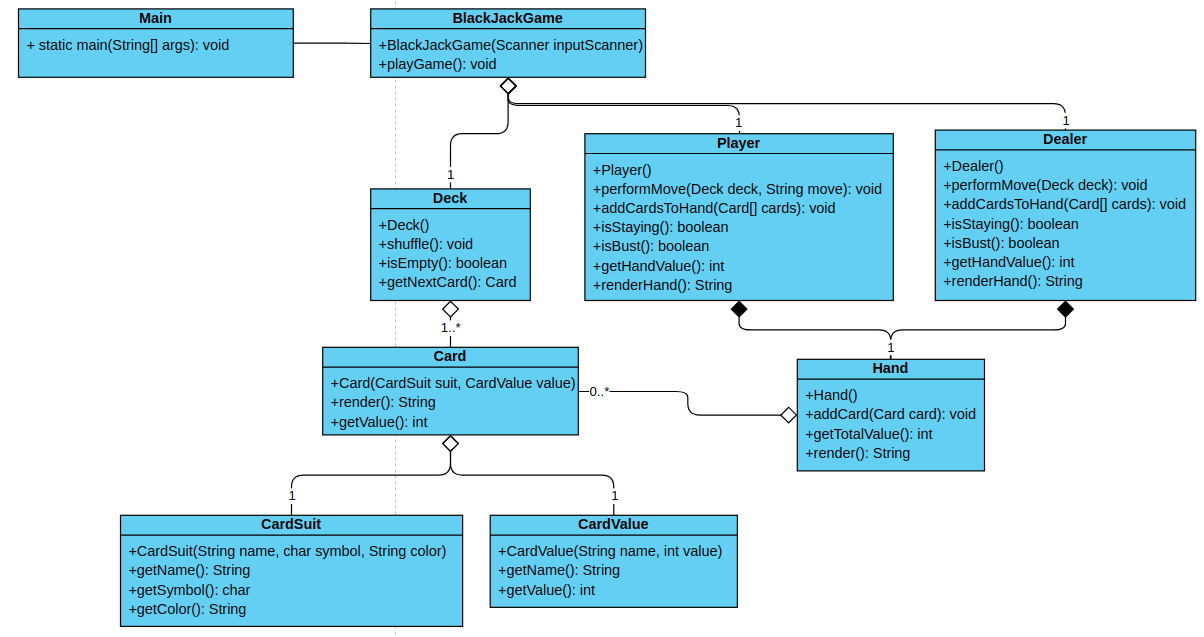 Main
+ static main(String[] args): void
BlackJackGame
+BlackJackGame(Scanner inputScanner)
+playGame(): void
1
1
1
Deck
+Deck()
+shuffle(): void
+isEmpty(): boolean
+getNextCard(): Card
Player
+Player()
+performMove(Deck deck, String move): void
+addCardsToHand(Card[] cards): void
+isStaying(): boolean
+isBust(): boolean
+getHandValue(): int
+renderHand(): String
Dealer
+Dealer()
+performMove(Deck deck): void
+addCardsToHand(Card[] cards): void
+isStaying(): boolean
+isBust(): boolean
+getHandValue(): int
+renderHand(): String
1..*
1
Card
+Card(CardSuit suit, CardValue value)
+render(): String
+getValue(): int
0..*
Hand
+Hand()
+addCard(Card card): void
+getTotalValue(): int
+render(): String
1
1
CardSuit
+CardSuit(String name, char symbol, String color)
+getName(): String
+getSymbol(): char
+getColor(): String
CardValue
+CardValue(String name, int value)
+getName(): String
+getValue(): int